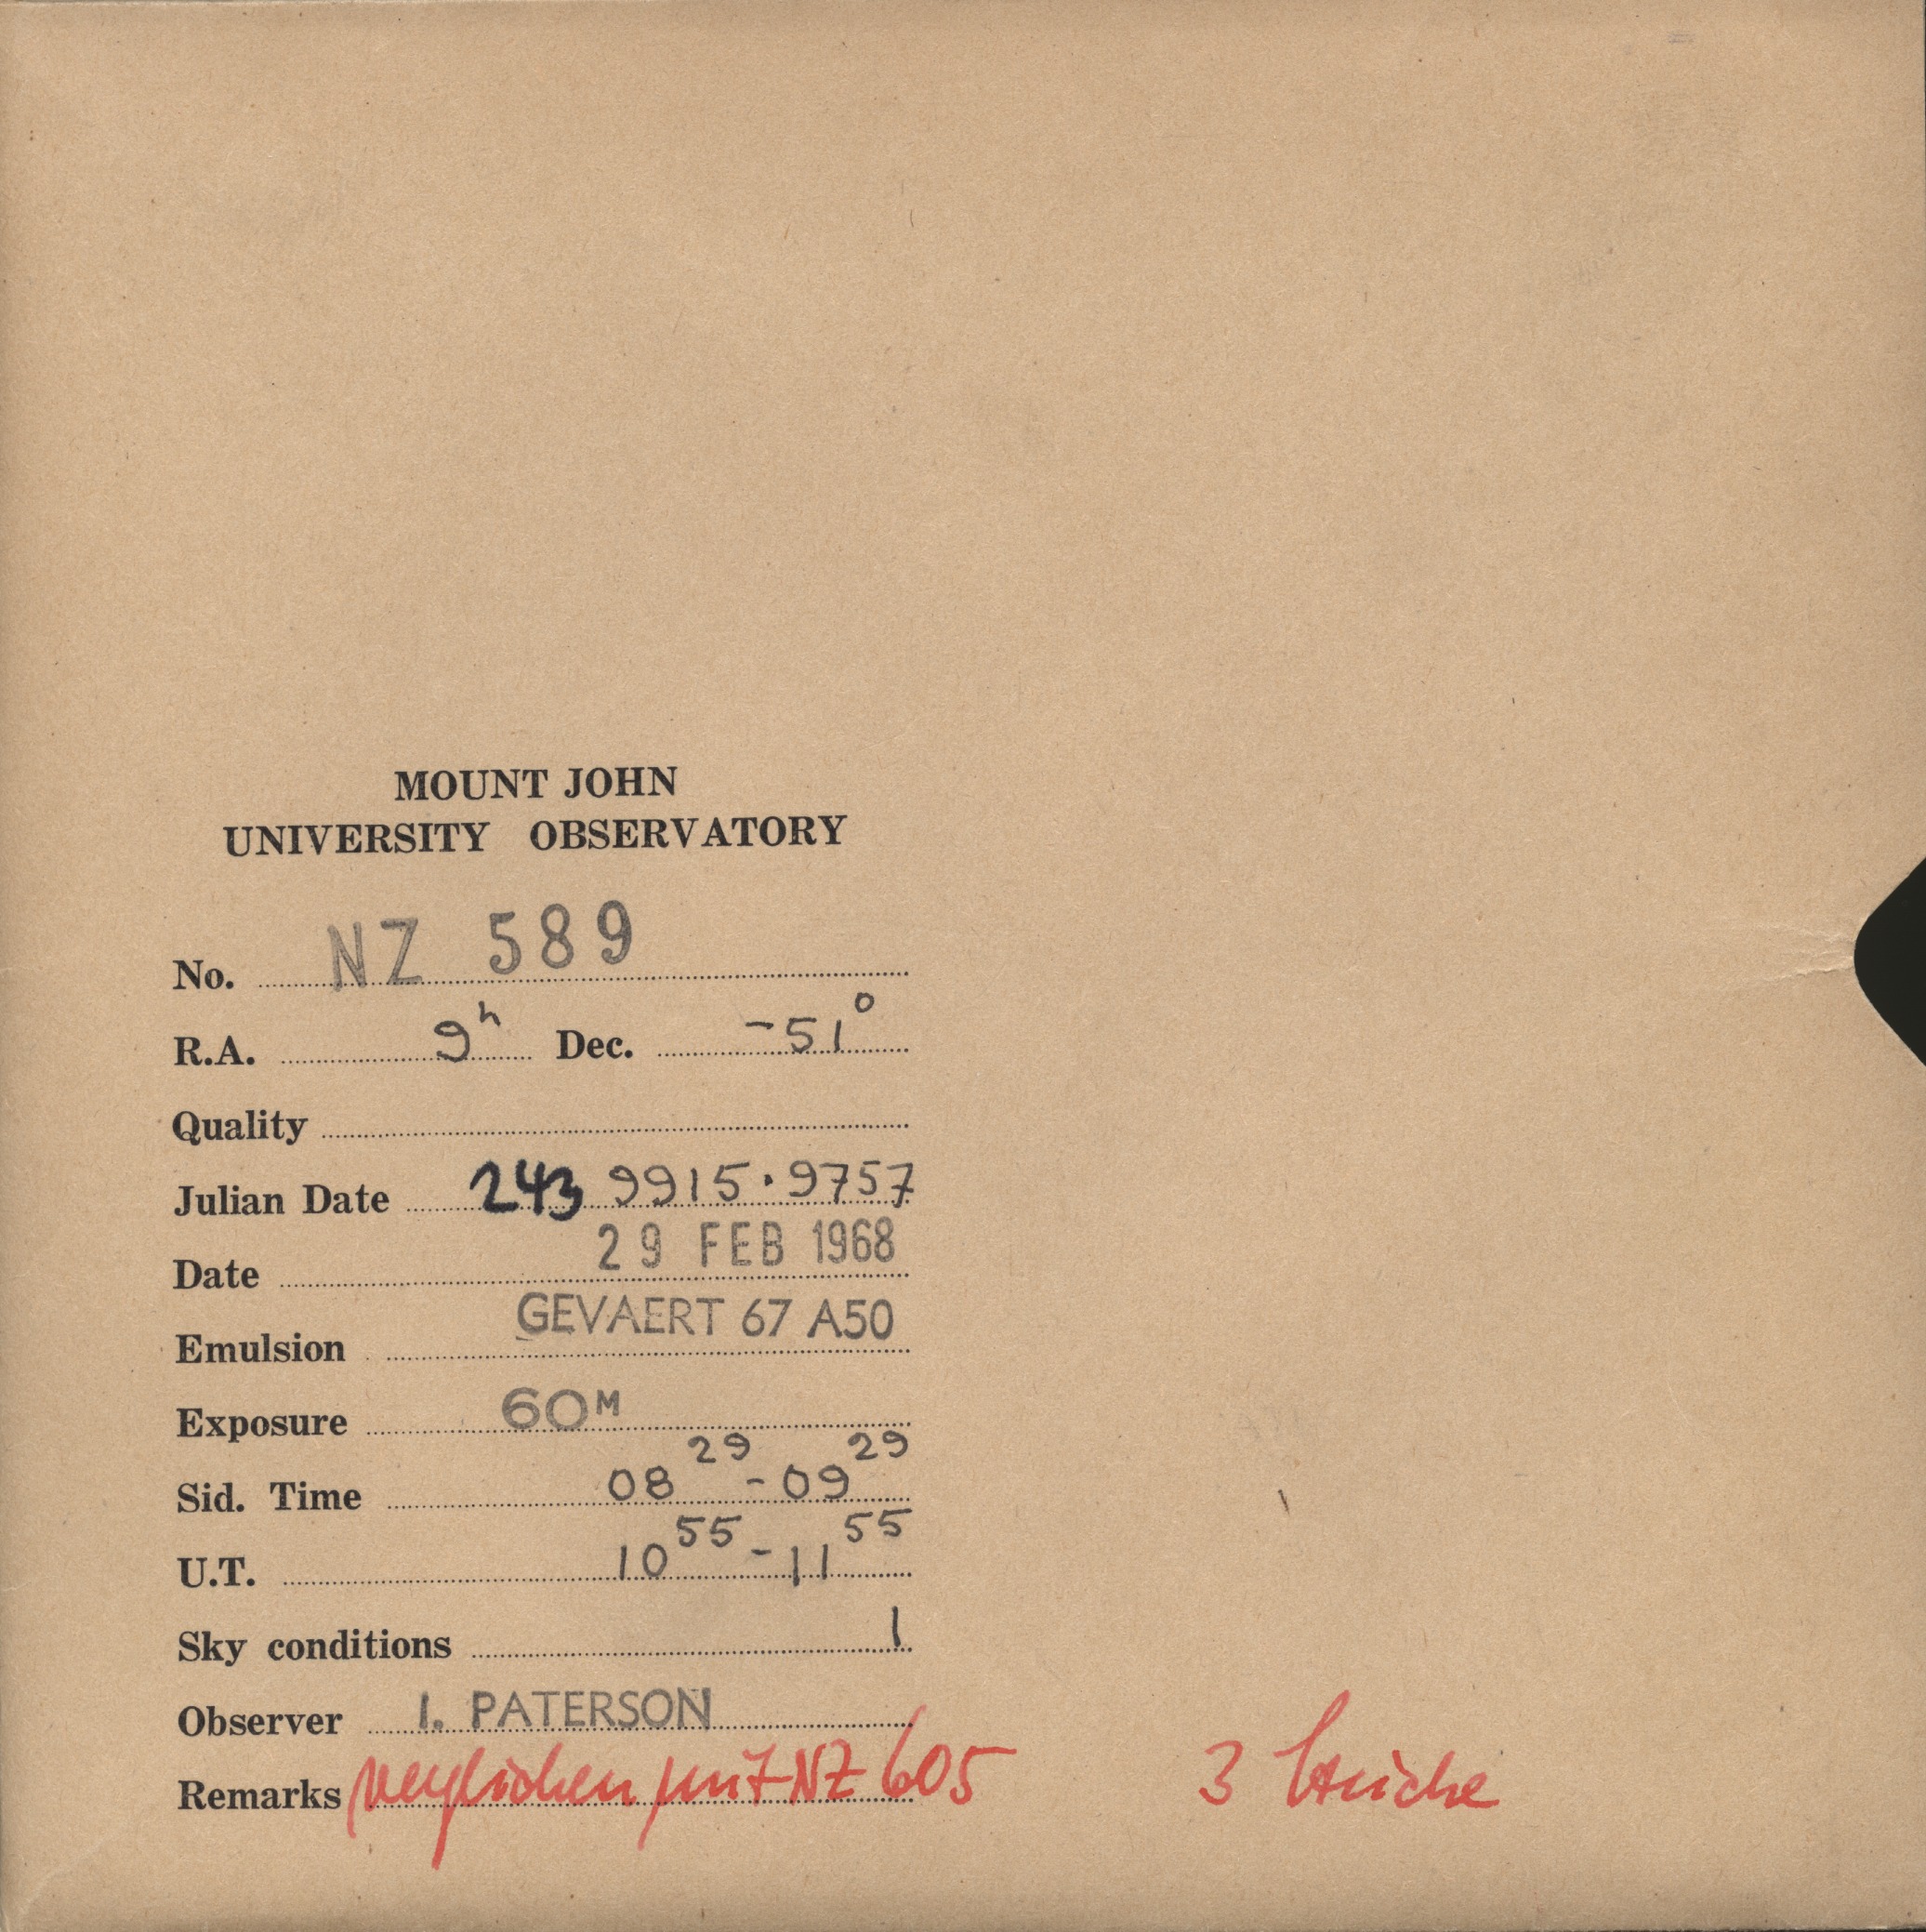 MOUNT JOHN
UNIVERSITY OBSERVATORY
No. NZ 589
R.A. 9h Dec. -51°
Quality
Julian Date 243 9915.9757
Date 29 FEB 1968
Emulsion GEVAERT 67 A50
Exposure 60M
Sid. Time 08 29 - 09 29
U.T. 10 55 - 11 55
Sky conditions 1
Observer I. PATERSON
Remarks verglichen mit NZ 605 3 Striche